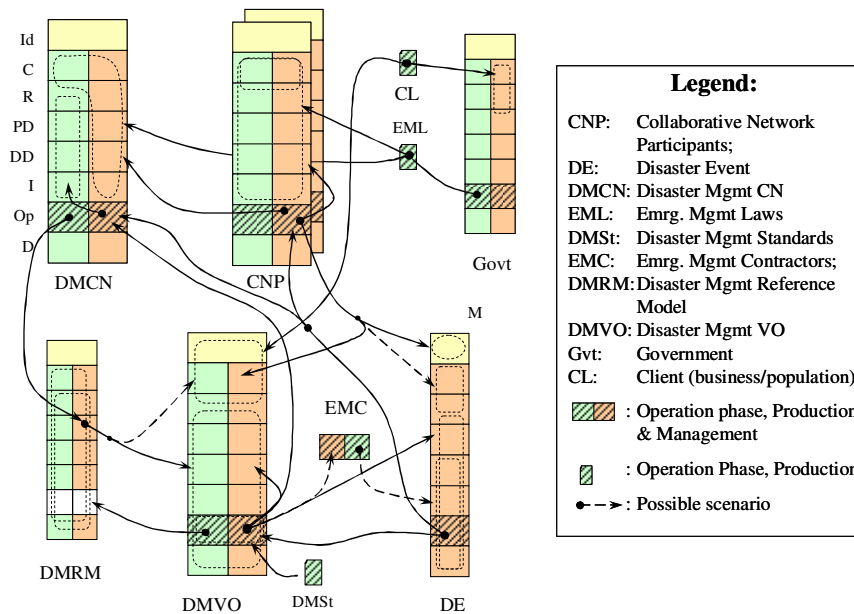 Id
C
R
PD
DD
I
Op
D
DMCN
CNP
CL
EML
Govt
M
DMRM
DMVO
EMC
DMSt
DE
Legend:
CNP: Collaborative Network
Participants;
DE: Disaster Event
DMCN: Disaster Mgmt CN
EML: Emrg. Mgmt Laws
DMSt: Disaster Mgmt Standards
EMC: Emrg. Mgmt Contractors;
DMRM: Disaster Mgmt Reference
Model
DMVO: Disaster Mgmt VO
Gvt: Government
CL: Client (business/population)
: Operation phase, Production
& Management
: Operation Phase, Production
: Possible scenario